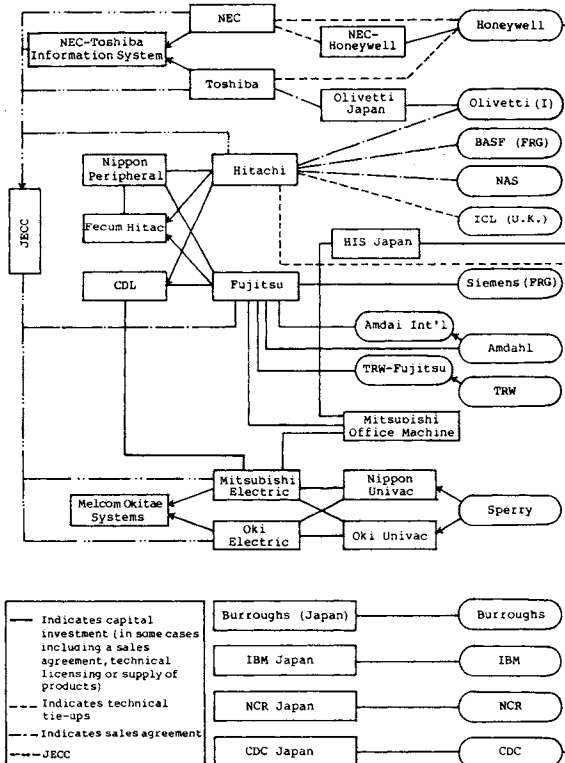 NEC
Honeywell
NEC-Toshiba
Information System
NEC-
Honeywell
Toshiba
Olivetti
Japan
Olivetti (I)
BASF (FRG)
Nippon
Peripheral
Hitachi
NAS
JECC
Fecum Hitac
ICL (U.K.)
HIS Japan
CDL
Fujitsu
Siemens (FRG)
Amdai Int'l
Amdahl
TRW-Fujitsu
TRW
Mitsubishi
Office Machine
Mitsubishi
Electric
Nippon
Univac
Melcom Okitae
Systems
Sperry
Oki
Electric
Oki Univac
Indicates capital
investment (in some cases
including a sales
agreement, technical
licensing or supply of
products)
Indicates technical
tie-ups
Indicates sales agreement
JECC
Burroughs (Japan)
Burroughs
IBM Japan
IBM
NCR Japan
NCR
CDC Japan
CDC